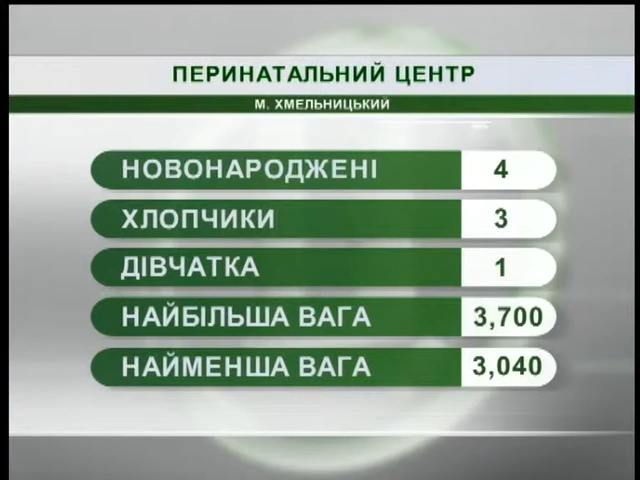 ПЕРИНАТАЛЬНИЙ ЦЕНТР
М. ХМЕЛЬНИЦЬКИЙ
НОВОНАРОДЖЕНІ 4
ХЛОПЧИКИ 3
ДІВЧАТКА 1
НАЙБІЛЬША ВАГА 3,700
НАЙМЕНША ВАГА 3,040